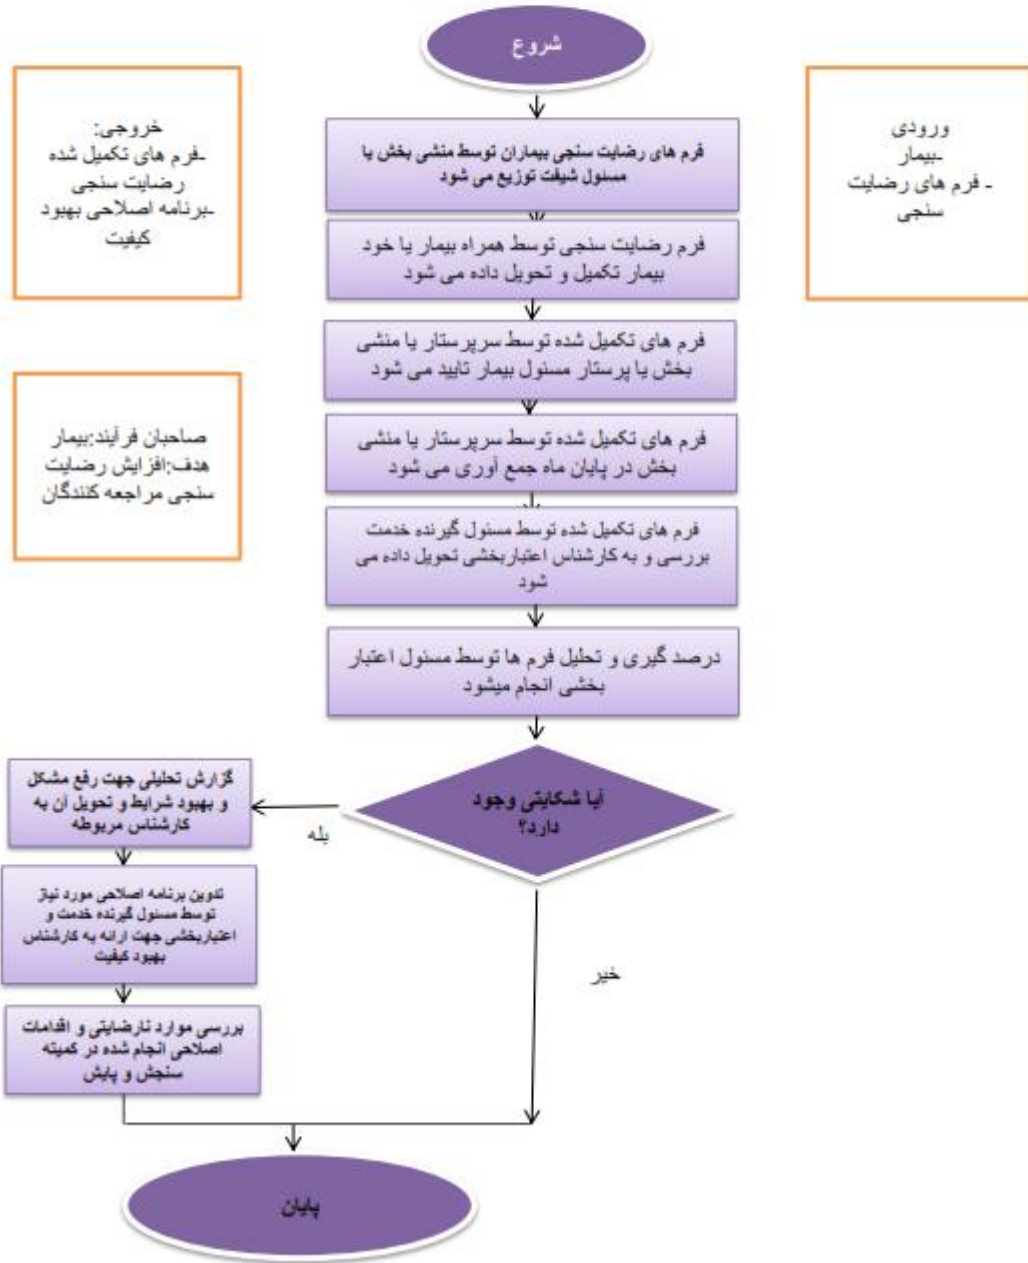 شروع
ورودی
-بیمار
- فرم های رضایت
سنجی
خروجی:
-فرم های تکمیل شده
رضایت سنجی
-برنامه اصلاحی بهبود
کیفیت
فرم های رضایت سنجی بیماران توسط منشی بخش یا
مسئول شیفت توزیع می شود
فرم رضایت سنجی توسط همراه بیمار یا خود
بیمار تکمیل و تحویل داده می شود
فرم های تکمیل شده توسط سرپرستار یا منشی
بخش یا پرستار مسئول بیمار تایید می شود
صاحبان فرآیند:بیمار
هدف:افزایش رضایت
سنجی مراجعه کنندگان
فرم های تکمیل شده توسط سرپرستار یا منشی
بخش در پایان ماه جمع آوری می شود
فرم های تکمیل شده توسط مسئول گیرنده خدمت
بررسی و به کارشناس اعتباربخشی تحویل داده می
شود
درصد گیری و تحلیل فرم ها توسط مسئول اعتبار
بخشی انجام میشود
آیا شکایتی وجود
دارد؟
بله
گزارش تحلیلی جهت رفع مشکل
و بهبود شرایط و تحویل آن به
کارشناس مربوطه
تدوین برنامه اصلاحی مورد نیاز
توسط مسئول گیرنده خدمت و
اعتباربخشی جهت ارائه به کارشناس
بهبود کیفیت
خیر
بررسی موارد نارضایتی و اقدامات
اصلاحی انجام شده در کمیته
سنجش و پایش
پایان